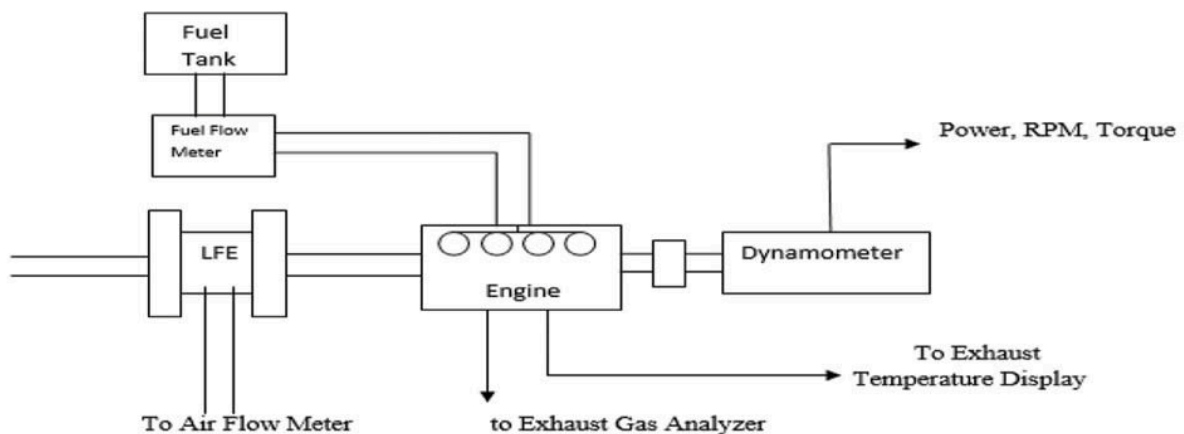 Fuel
Tank
Fuel Flow
Meter
Power, RPM, Torque
LFE
Engine
Dynamometer
To Exhaust
Temperature Display
To Air Flow Meter
to Exhaust Gas Analyzer